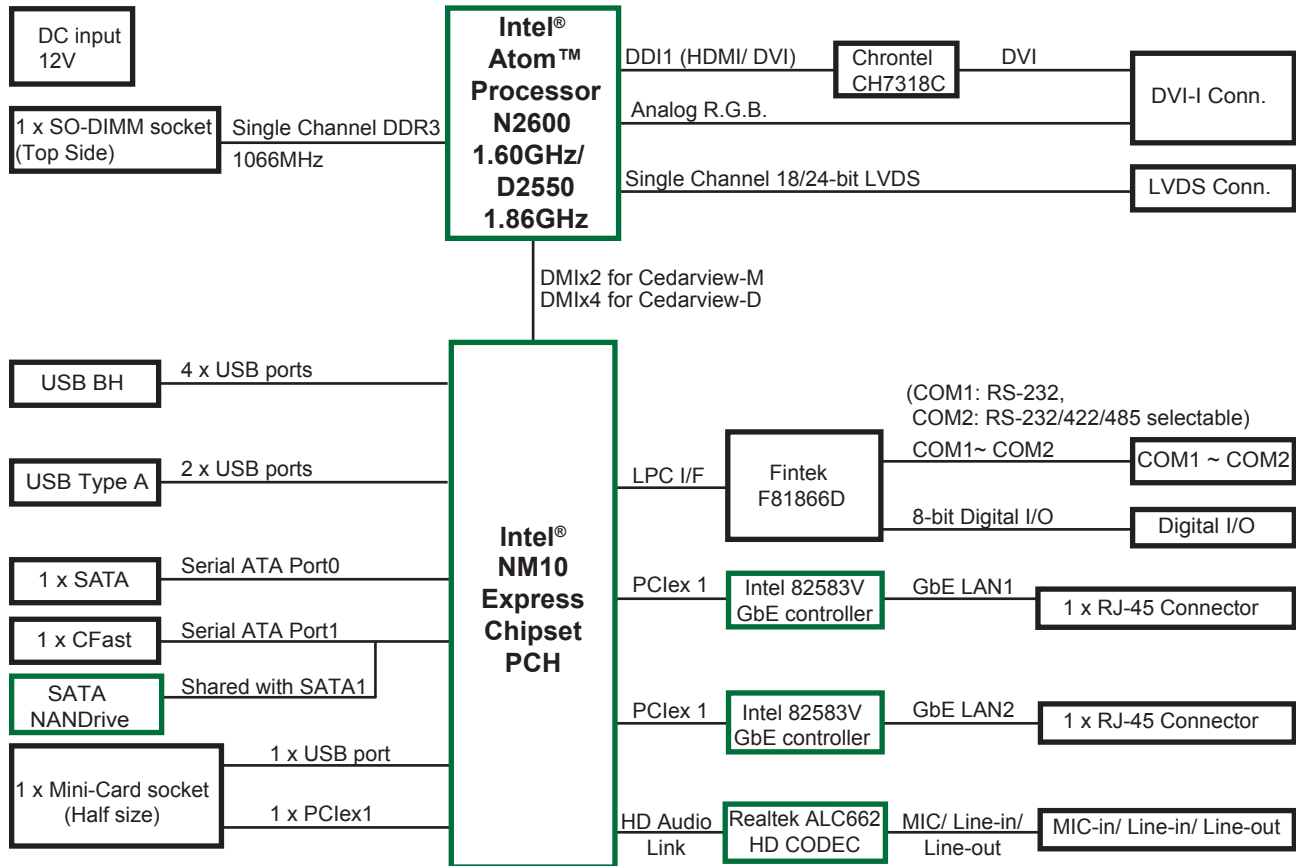 DC input
12V
1 x SO-DIMM socket
(Top Side)
Single Channel DDR3
1066MHz
Intel®
Atom™
Processor
N2600
1.60GHz/
D2550
1.86GHz
DDI1 (HDMI/ DVI)
Chrontel
CH7318C
DVI
DVI-I Conn.
Analog R.G.B.
Single Channel 18/24-bit LVDS
LVDS Conn.
DMIx2 for Cedarview-M
DMIx4 for Cedarview-D
USB BH
4 x USB ports
USB Type A
2 x USB ports
1 x SATA
Serial ATA Port0
1 x CFast
Serial ATA Port1
SATA
NANDrive
Shared with SATA1
1 x Mini-Card socket
(Half size)
1 x USB port
1 x PCIex1
Intel®
NM10
Express
Chipset
PCH
LPC I/F
Fintek
F81866D
(COM1: RS-232,
COM2: RS-232/422/485 selectable)
COM1~ COM2
COM1 ~ COM2
8-bit Digital I/O
Digital I/O
PCIex 1
Intel 82583V
GbE controller
GbE LAN1
1 x RJ-45 Connector
PCIex 1
Intel 82583V
GbE controller
GbE LAN2
1 x RJ-45 Connector
HD Audio
Link
Realtek ALC662
HD CODEC
MIC/ Line-in/
Line-out
MIC-in/ Line-in/ Line-out